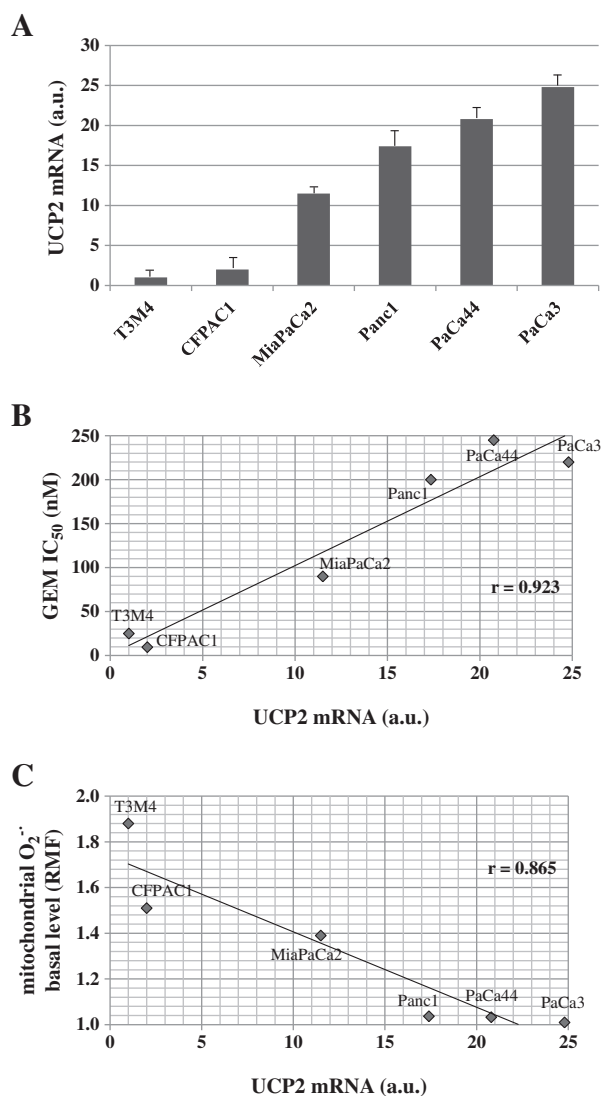 A
UCP2 mRNA (a.u.)
30
25
20
15
10
5
0
T3M4
CFPAC1
MiaPaCa2
Panc1
PaCa44
PaCa3
B
GEM IC50 (nM)
250
200
150
100
50
0
T3M4
CFPAC1
MiaPaCa2
Panc1
PaCa44
PaCa3
r = 0.923
0 5 10 15 20 25
UCP2 mRNA (a.u.)
C
mitochondrial O2-·
basal level (RMF)
2.0
1.8
1.6
1.4
1.2
1.0
T3M4
CFPAC1
MiaPaCa2
Panc1
PaCa44
PaCa3
r = 0.865
0 5 10 15 20 25
UCP2 mRNA (a.u.)